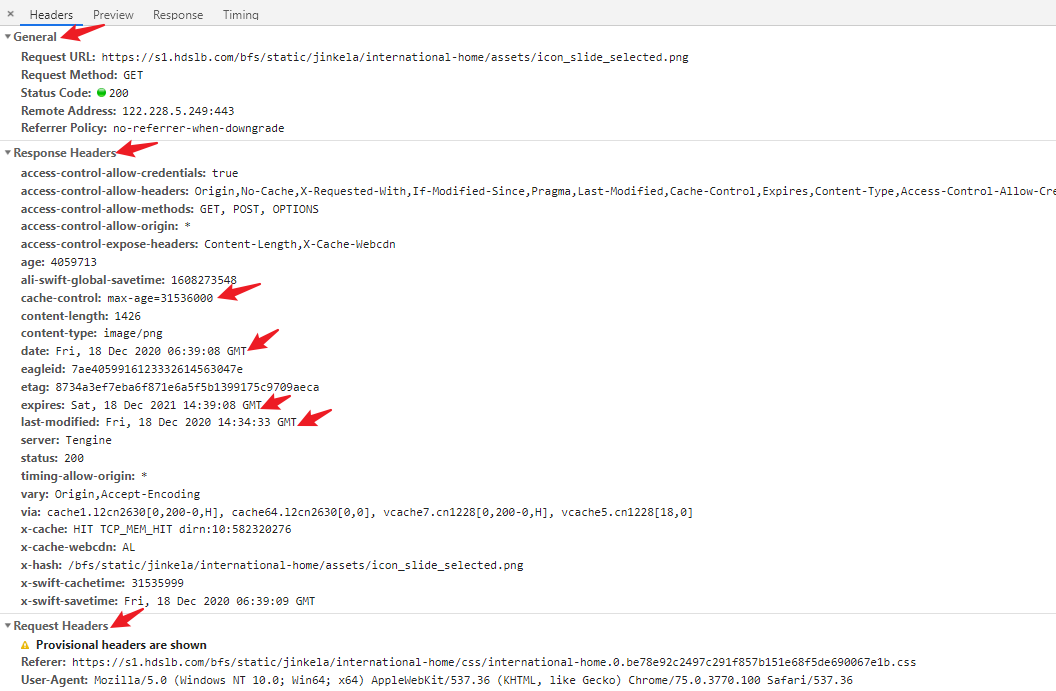 × Headers Preview Response Timing
▾General
Request URL: https://s1.hdslb.com/bfs/static/jinkela/international-home/assets/icon_slide_selected.png
Request Method: GET
Status Code: 200
Remote Address: 122.228.5.249:443
Referrer Policy: no-referrer-when-downgrade
▾Response Headers
access-control-allow-credentials: true
access-control-allow-headers: Origin,No-Cache,X-Requested-With,If-Modified-Since,Pragma,Last-Modified,Cache-Control,Expires,Content-Type,Access-Control-Allow-Cre
access-control-allow-methods: GET, POST, OPTIONS
access-control-allow-origin: *
access-control-expose-headers: Content-Length,X-Cache-Webcdn
age: 4059713
ali-swift-global-savetime: 1608273548
cache-control: max-age=31536000
content-length: 1426
content-type: image/png
date: Fri, 18 Dec 2020 06:39:08 GMT
eagleid: 7ae4059916123332614563047e
etag: 8734a3ef7eba6f871e6a5f5b1399175c9709aeca
expires: Sat, 18 Dec 2021 14:39:08 GMT
last-modified: Fri, 18 Dec 2020 14:34:33 GMT
server: Tengine
status: 200
timing-allow-origin: *
vary: Origin,Accept-Encoding
via: cache1.l2cn2630[0,200-0,H], cache64.l2cn2630[0,0], vcache7.cn1228[0,200-0,H], vcache5.cn1228[18,0]
x-cache: HIT TCP_MEM_HIT dirn:10:582320276
x-cache-webcdn: AL
x-hash: /bfs/static/jinkela/international-home/assets/icon_slide_selected.png
x-swift-cachetime: 31535999
x-swift-savetime: Fri, 18 Dec 2020 06:39:09 GMT
▾Request Headers
Provisional headers are shown
Referer: https://s1.hdslb.com/bfs/static/jinkela/international-home/css/international-home.0.be78e92c2497c291f857b151e68f5de690067e1b.css
User-Agent: Mozilla/5.0 (Windows NT 10.0; Win64; x64) AppleWebKit/537.36 (KHTML, like Gecko) Chrome/75.0.3770.100 Safari/537.36